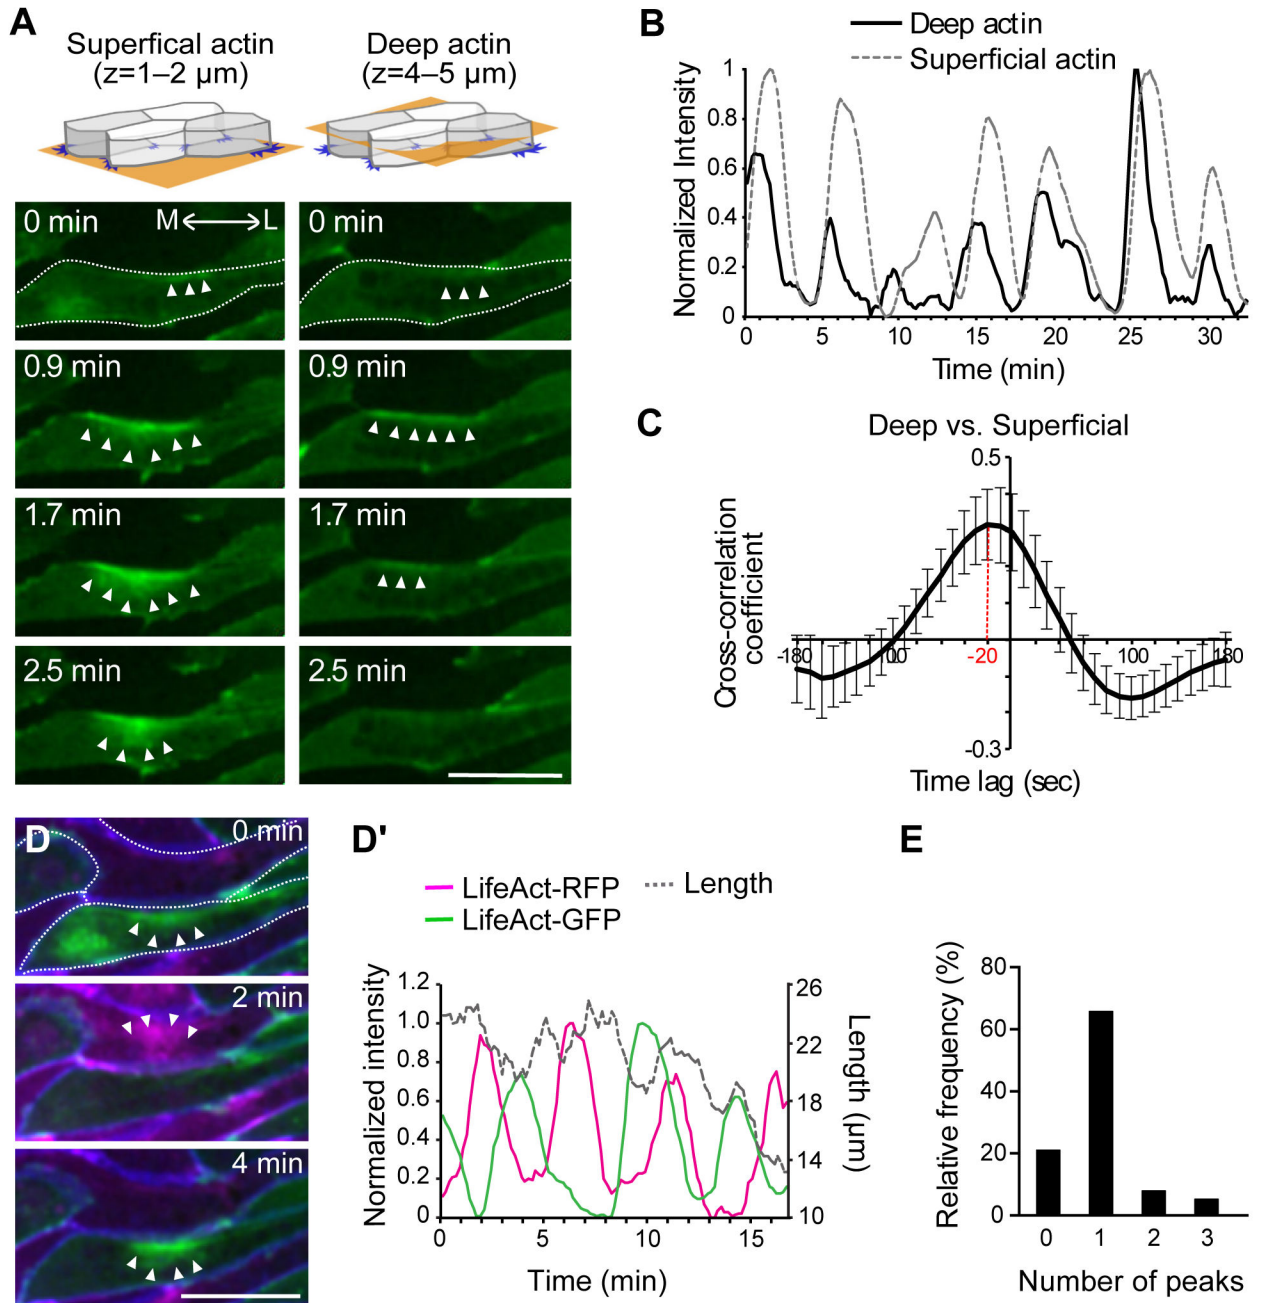 A
Superfical actin
(z=1–2 µm)
Deep actin
(z=4–5 µm)
0 min
M
L
0 min
0.9 min
0.9 min
1.7 min
1.7 min
2.5 min
2.5 min
B
Deep actin
Superficial actin
Normalized Intensity
1
0.8
0.6
0.4
0.2
0
0 5 10 15 20 25 30
Time (min)
C
Deep vs. Superficial
Cross-correlation
coefficient
0.5
-180
-20
100
180
-0.3
Time lag (sec)
D
0 min
2 min
4 min
D'
LifeAct-RFP
Length
LifeAct-GFP
Normalized intensity
1.2
1.0
0.8
0.6
0.4
0.2
0
26
22
18
14
10
Length (µm)
0 5 10 15
Time (min)
E
Relative frequency (%)
80
60
40
20
0
0 1 2 3
Number of peaks